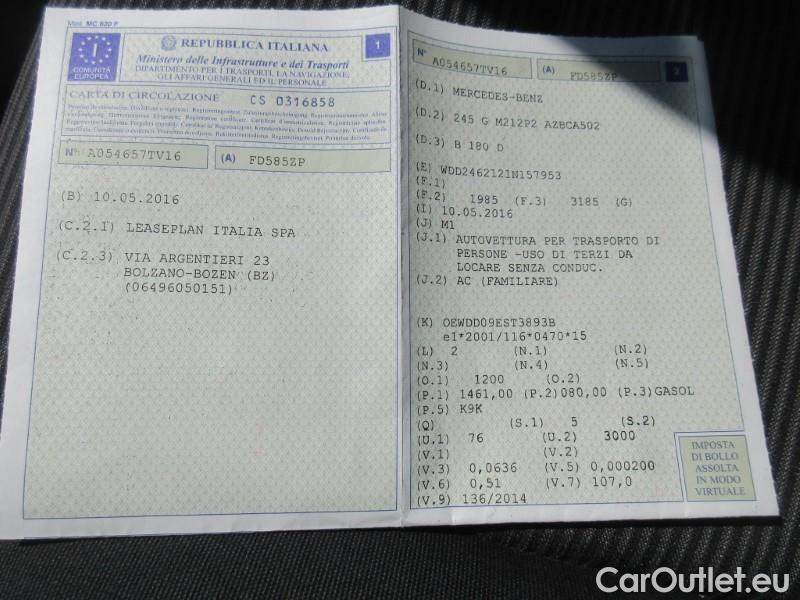 Mod. MC 820 F
REPUBBLICA ITALIANA
1
I
COMUNITÀ
EUROPEA
Ministero delle Infrastrutture e dei Trasporti
DIPARTIMENTO PER I TRASPORTI, LA NAVIGAZIONE,
GLI AFFARI GENERALI ED IL PERSONALE
CARTA DI CIRCOLAZIONE
CS 0316858
N° A054657TV16
(A) FD585ZP
(B) 10.05.2016
(C.2.1) LEASEPLAN ITALIA SPA
(C.2.3) VIA ARGENTIERI 23
BOLZANO-BOZEN (BZ)
(06496050151)
N° A054657TV16
(A) FD585ZP
2
(D.1) MERCEDES-BENZ
(D.2) 245 G M212P2 AZBCA502
(D.3) B 180 D
(E) WDD2462121N157953
(F.1)
(F.2) 1985 (F.3) 3185 (G)
(I) 10.05.2016
(J) M1
(J.1) AUTOVETTURA PER TRASPORTO DI
PERSONE -USO DI TERZI DA
LOCARE SENZA CONDUC.
(J.2) AC (FAMILIARE)
(K) OEWDD09EST3893B
e1*2001/116*0470*15
(L) 2 (N.1) (N.2)
(N.3) (N.4) (N.5)
(O.1) 1200 (O.2)
(P.1) 1461,00 (P.2)080,00 (P.3)GASOL
(P.5) K9K
(Q) (S.1) 5 (S.2)
(U.1) 76 (U.2) 3000
(V.1) (V.2)
(V.3) 0,0636 (V.5) 0,000200
(V.6) 0,51 (V.7) 107,0
(V.9) 136/2014
IMPOSTA
DI BOLLO
ASSOLTA
IN MODO
VIRTUALE
CarOutlet.eu